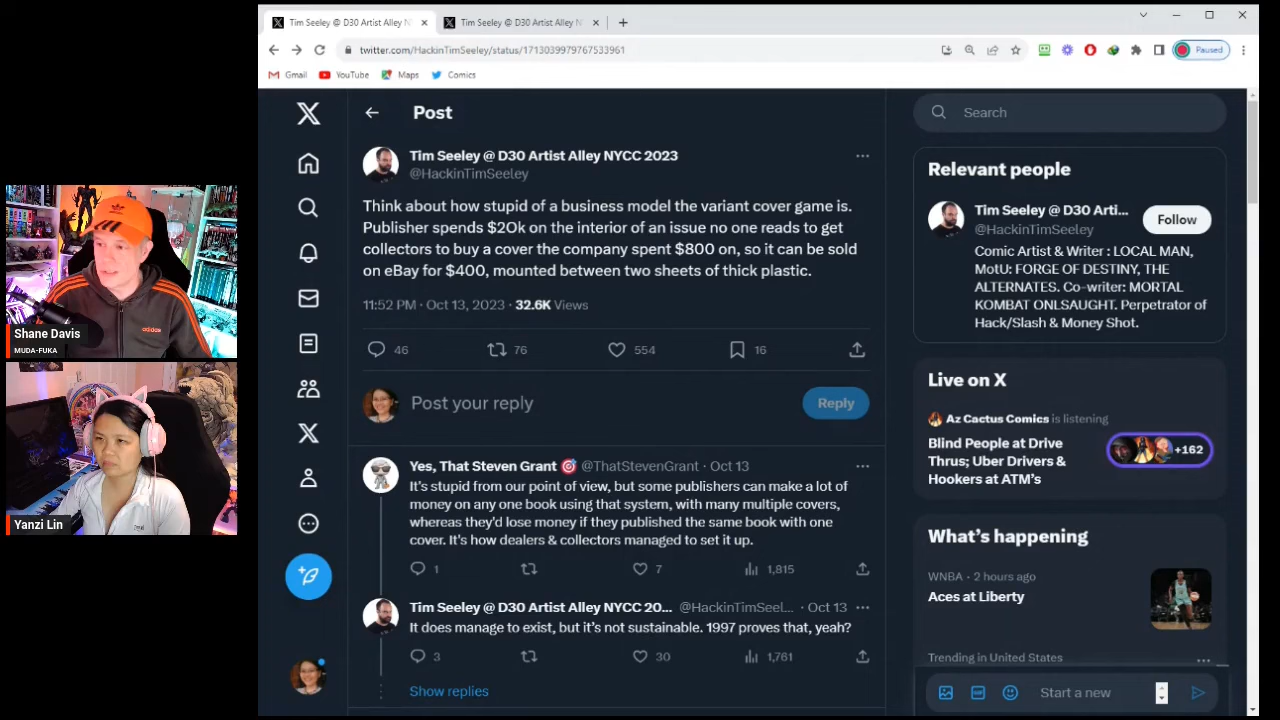 Tim Seeley @ D30 Artist Alley NY
Tim Seeley @ D30 Artist Alley NY
twitter.com/HackinTimSeeley/status/1713039979767533961
Paused
Gmail
YouTube
Maps
Comics
Post
Search
Tim Seeley @ D30 Artist Alley NYCC 2023
@HackinTimSeeley
Think about how stupid of a business model the variant cover game is.
Publisher spends $20k on the interior of an issue no one reads to get
collectors to buy a cover the company spent $800 on, so it can be sold
on eBay for $400, mounted between two sheets of thick plastic.
11:52 PM · Oct 13, 2023 · 32.6K Views
46
76
554
16
Post your reply
Reply
Yes, That Steven Grant 🎯 @ThatStevenGrant · Oct 13
It's stupid from our point of view, but some publishers can make a lot of
money on any one book using that system, with many multiple covers,
whereas they'd lose money if they published the same book with one
cover. It's how dealers & collectors managed to set it up.
1
7
1,815
Tim Seeley @ D30 Artist Alley NYCC 20... @HackinTimSeel... · Oct 13
It does manage to exist, but it's not sustainable. 1997 proves that, yeah?
3
30
1,761
Show replies
Relevant people
Tim Seeley @ D30 Arti...
@HackinTimSeeley
Follow
Comic Artist & Writer : LOCAL MAN,
MotU: FORGE OF DESTINY, THE
ALTERNATES. Co-writer: MORTAL
KOMBAT ONLSAUGHT. Perpetrator of
Hack/Slash & Money Shot.
Live on X
Az Cactus Comics is listening
Blind People at Drive
Thrus; Uber Drivers &
Hookers at ATM's
+162
What's happening
WNBA · 2 hours ago
Aces at Liberty
Trending in United States
Start a new
Shane Davis
MUDA-FUKA
adidas
Yanzi Lin